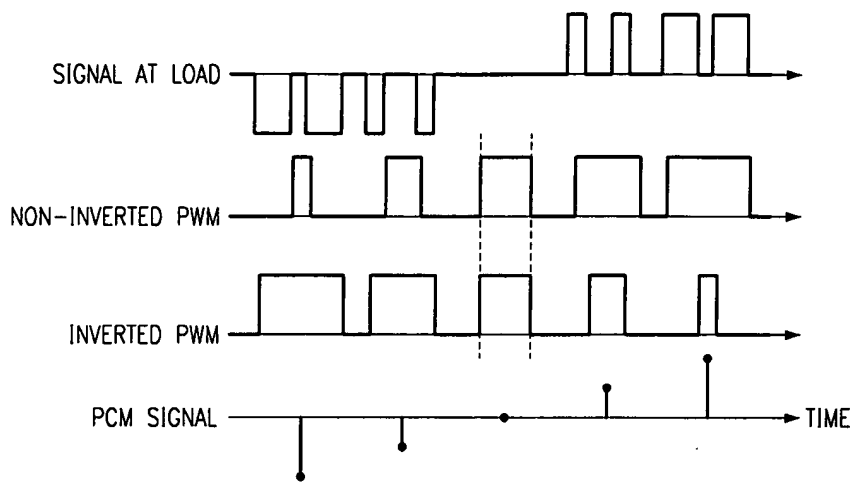 SIGNAL AT LOAD
NON-INVERTED PWM
INVERTED PWM
PCM SIGNAL
TIME